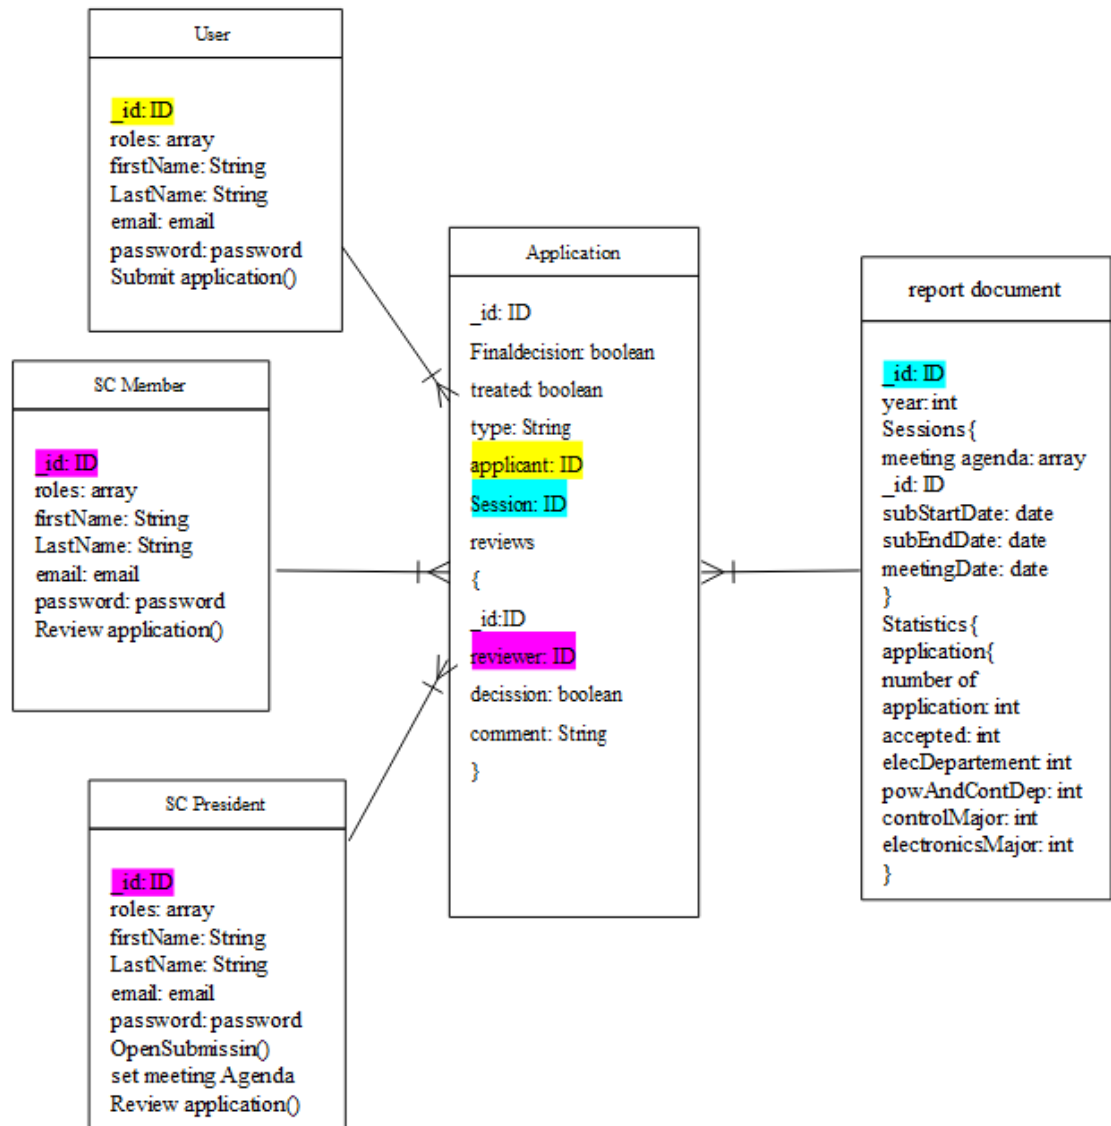 User
_id: ID
roles: array
firstName: String
LastName: String
email: email
password: password
Submit application()
SC Member
_id: ID
roles: array
firstName: String
LastName: String
email: email
password: password
Review application()
SC President
_id: ID
roles: array
firstName: String
LastName: String
email: email
password: password
OpenSubmissin()
set meeting Agenda
Review application()
Application
_id: ID
Finaldecision: boolean
treated: boolean
type: String
applicant: ID
Session: ID
reviews
{
_id:ID
reviewer: ID
decission: boolean
comment: String
}
report document
_id: ID
year: int
Sessions{
meeting agenda: array
_id: ID
subStartDate: date
subEndDate: date
meetingDate: date
}
Statistics{
application{
number of
application: int
accepted: int
elecDepartement: int
powAndContDep: int
controlMajor: int
electronicsMajor: int
}